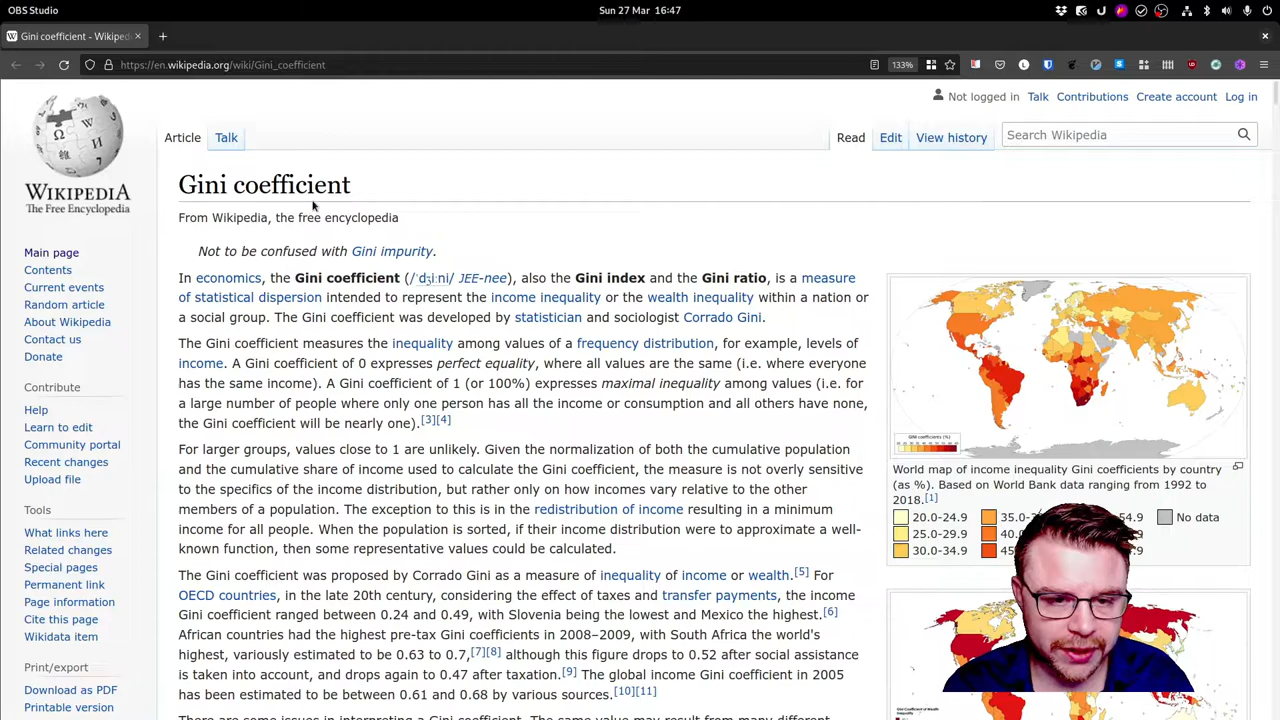 OBS Studio
Sun 27 Mar 16:47
Gini coefficient - Wikiped
https://en.wikipedia.org/wiki/Gini_coefficient
133%
Not logged in Talk Contributions Create account Log in
Article Talk
Read Edit View history
Search Wikipedia
WIKIPEDIA
The Free Encyclopedia
Main page
Contents
Current events
Random article
About Wikipedia
Contact us
Donate
Contribute
Help
Learn to edit
Community portal
Recent changes
Upload file
Tools
What links here
Related changes
Special pages
Permanent link
Page information
Cite this page
Wikidata item
Print/export
Download as PDF
Printable version
Gini coefficient
From Wikipedia, the free encyclopedia
Not to be confused with Gini impurity.
In economics, the Gini coefficient (/ˈdʒiːni/ JEE-nee), also the Gini index and the Gini ratio, is a measure
of statistical dispersion intended to represent the income inequality or the wealth inequality within a nation or
a social group. The Gini coefficient was developed by statistician and sociologist Corrado Gini.
The Gini coefficient measures the inequality among values of a frequency distribution, for example, levels of
income. A Gini coefficient of 0 expresses perfect equality, where all values are the same (i.e. where everyone
has the same income). A Gini coefficient of 1 (or 100%) expresses maximal inequality among values (i.e. for
a large number of people where only one person has all the income or consumption and all others have none,
the Gini coefficient will be nearly one).[3][4]
For larger groups, values close to 1 are unlikely. Given the normalization of both the cumulative population
and the cumulative share of income used to calculate the Gini coefficient, the measure is not overly sensitive
to the specifics of the income distribution, but rather only on how incomes vary relative to the other
members of a population. The exception to this is in the redistribution of income resulting in a minimum
income for all people. When the population is sorted, if their income distribution were to approximate a well-
known function, then some representative values could be calculated.
The Gini coefficient was proposed by Corrado Gini as a measure of inequality of income or wealth.[5] For
OECD countries, in the late 20th century, considering the effect of taxes and transfer payments, the income
Gini coefficient ranged between 0.24 and 0.49, with Slovenia being the lowest and Mexico the highest.[6]
African countries had the highest pre-tax Gini coefficients in 2008–2009, with South Africa the world's
highest, variously estimated to be 0.63 to 0.7,[7][8] although this figure drops to 0.52 after social assistance
is taken into account, and drops again to 0.47 after taxation.[9] The global income Gini coefficient in 2005
has been estimated to be between 0.61 and 0.68 by various sources.[10][11]
There are some issues in interpreting a Gini coefficient. The same value may result from many different
GINI coefficients (%)
World map of income inequality Gini coefficients by country
(as %). Based on World Bank data ranging from 1992 to
2018.[1]
20.0-24.9 35.0- 54.9 No data
25.0-29.9 40.
30.0-34.9 45